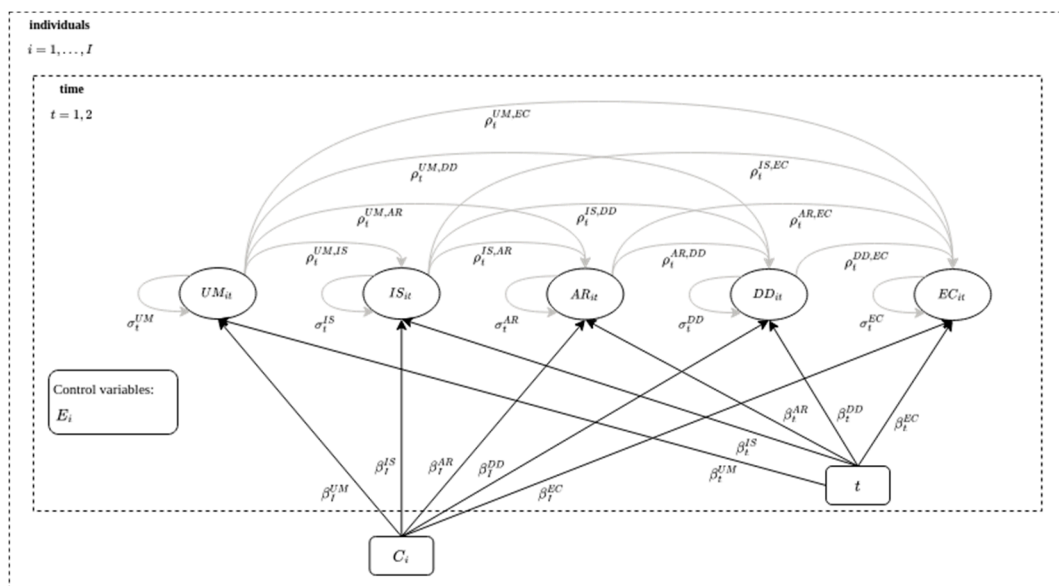 individuals
i = 1, . . . , I
time
t = 1, 2
ρ_t^{UM,EC}
ρ_t^{UM,DD}
ρ_t^{IS,EC}
ρ_t^{UM,AR}
ρ_t^{IS,DD}
ρ_t^{AR,EC}
ρ_t^{UM,IS}
ρ_t^{IS,AR}
ρ_t^{AR,DD}
ρ_t^{DD,EC}
UM_{it}
IS_{it}
AR_{it}
DD_{it}
EC_{it}
σ_t^{UM}
σ_t^{IS}
σ_t^{AR}
σ_t^{DD}
σ_t^{EC}
Control variables:
E_i
β_t^{AR}
β_t^{DD}
β_t^{EC}
β_t^{IS}
β_t^{UM}
β_I^{IS}
β_I^{AR}
β_I^{DD}
β_I^{UM}
β_I^{EC}
t
C_i